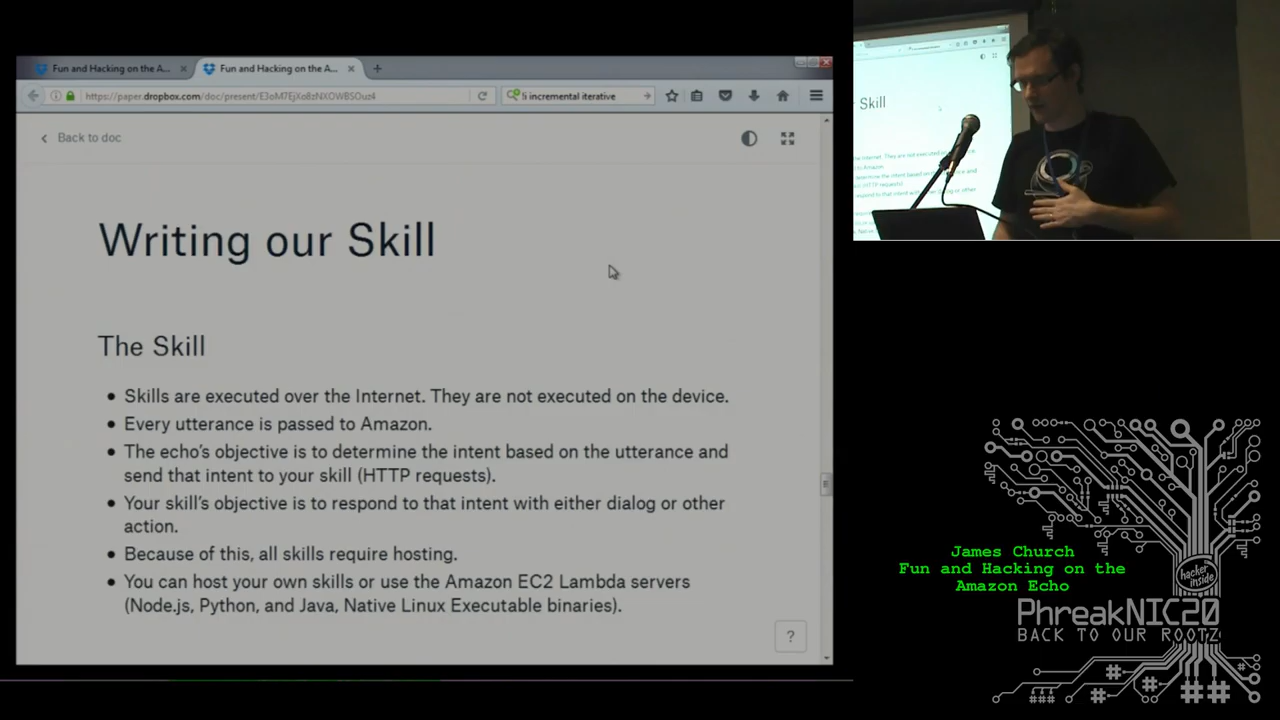 Fun and Hacking on the A...
Fun and Hacking on the A...
https://paper.dropbox.com/doc/present/
incremental iterative
Back to doc
Writing our Skill
The Skill
Skills are executed over the Internet. They are not executed on the device.
Every utterance is passed to Amazon.
The echo's objective is to determine the intent based on the utterance and
send that intent to your skill (HTTP requests).
Your skill's objective is to respond to that intent with either dialog or other
action.
Because of this, all skills require hosting.
You can host your own skills or use the Amazon EC2 Lambda servers
(Node.js, Python, and Java, Native Linux Executable binaries).
?
Skill
James Church
Fun and Hacking on the
Amazon Echo
hacker
inside
PhreakNIC20
BACK TO OUR ROOTZ